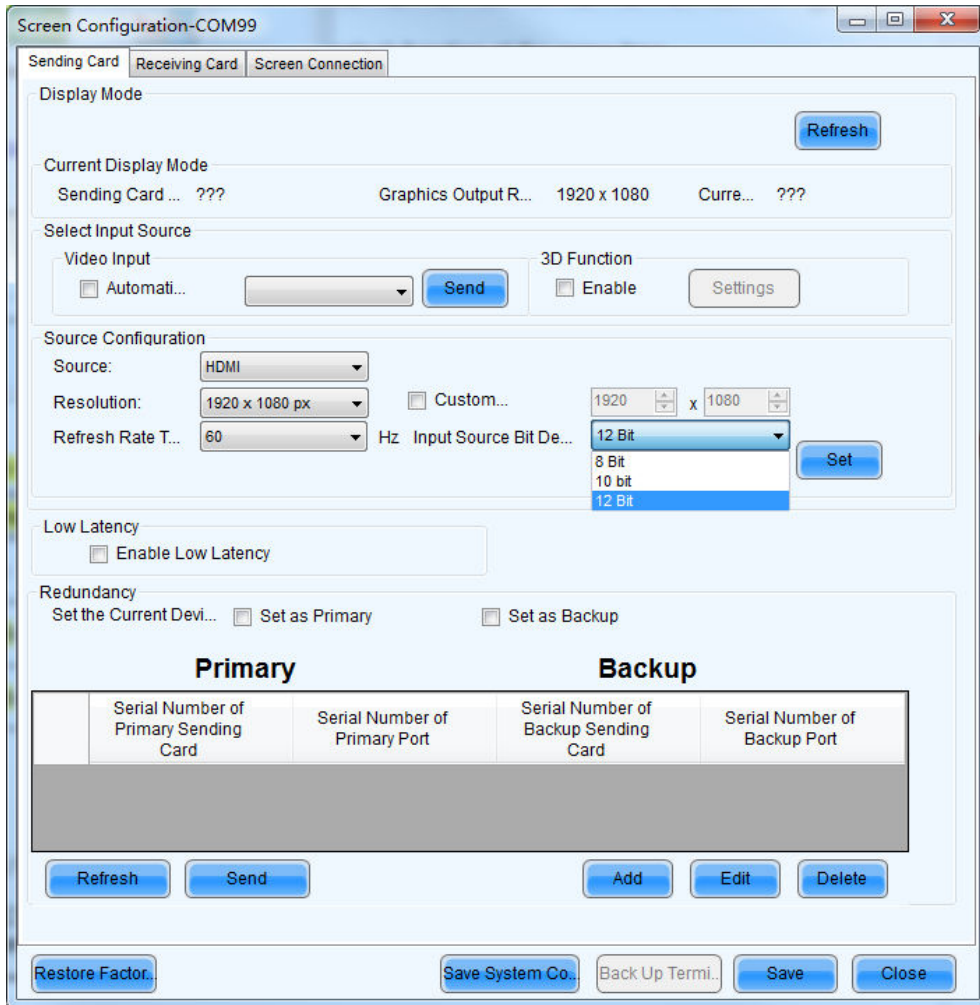 Screen Configuration-COM99
Sending Card Receiving Card Screen Connection
Display Mode
Refresh
Current Display Mode
Sending Card ... ??? Graphics Output R... 1920 x 1080 Curre... ???
Select Input Source
Video Input 3D Function
Automati... Send Enable Settings
Source Configuration
Source: HDMI
Resolution: 1920 x 1080 px Custom... 1920 x 1080
Refresh Rate T... 60 Hz Input Source Bit De... 12 Bit
8 Bit
Set
10 bit
12 Bit
Low Latency
Enable Low Latency
Redundancy
Set the Current Devi... Set as Primary Set as Backup
Primary Backup
Serial Number of
Primary Sending
Card
Serial Number of
Primary Port
Serial Number of
Backup Sending
Card
Serial Number of
Backup Port
Refresh Send Add Edit Delete
Restore Factor... Save System Co... Back Up Termi... Save Close